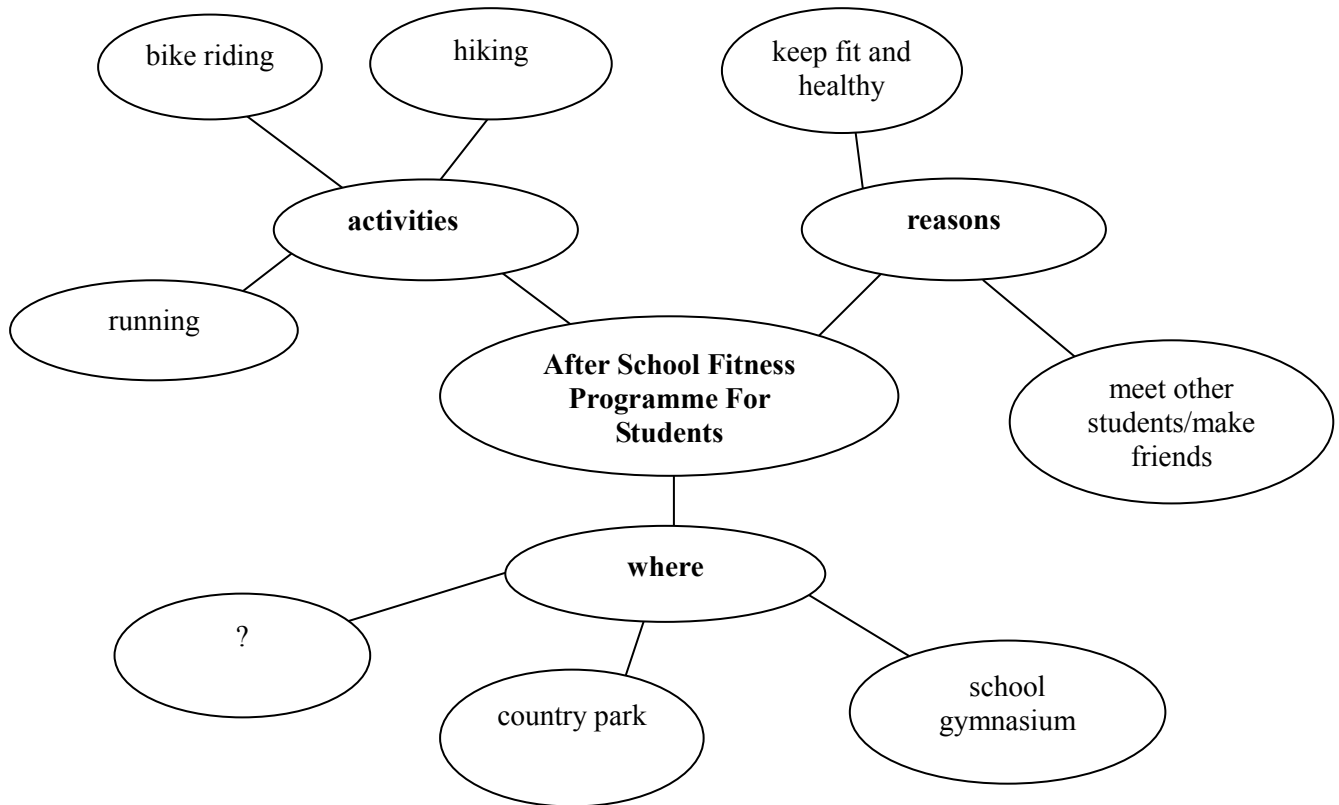 bike riding
hiking
keep fit and
healthy
activities
reasons
running
After School Fitness
Programme For
Students
meet other
students/make
friends
where
?
country park
school
gymnasium